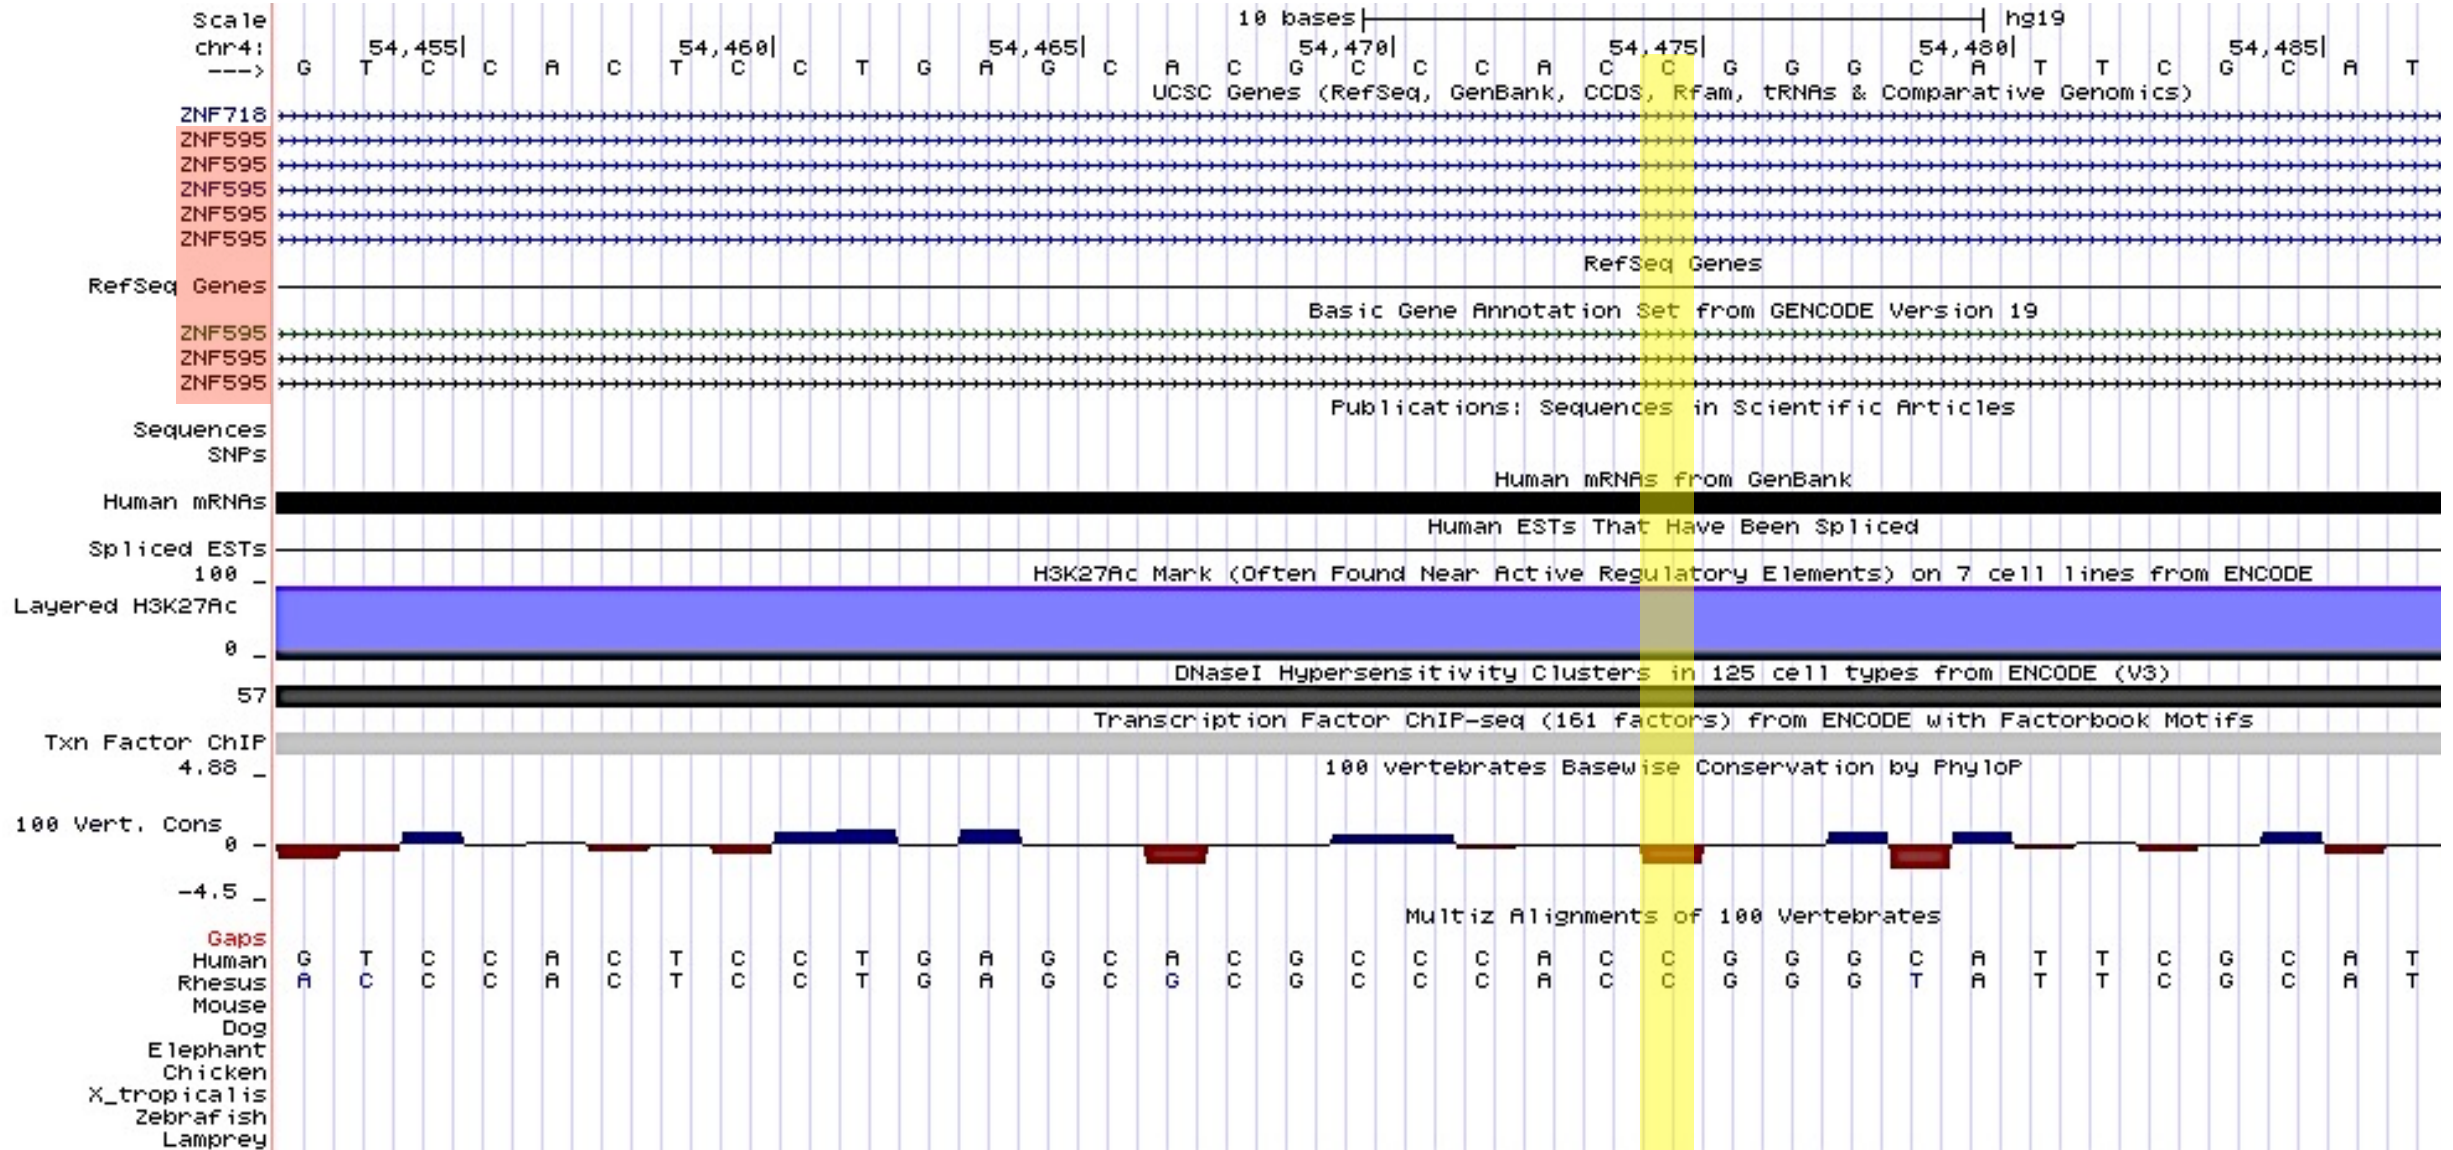 Scale 10 bases hg19
chr4: 54,455| 54,460| 54,465| 54,470| 54,475| 54,480| 54,485|
---> G T C C A C T C C T G A G C A C G C C C A C C G G G C A T T C G C A T
UCSC Genes (RefSeq, GenBank, CCDS, Rfam, tRNAs & Comparative Genomics)
ZNF718
ZNF595
ZNF595
ZNF595
ZNF595
ZNF595
RefSeq Genes
RefSeq Genes
Basic Gene Annotation Set from GENCODE Version 19
ZNF595
ZNF595
ZNF595
Publications: Sequences in Scientific Articles
Sequences
SNPs
Human mRNAs from GenBank
Human mRNAs
Human ESTs That Have Been Spliced
Spliced ESTs
100 _ H3K27Ac Mark (Often Found Near Active Regulatory Elements) on 7 cell lines from ENCODE
Layered H3K27Ac
0 _
DNaseI Hypersensitivity Clusters in 125 cell types from ENCODE (V3)
57
Transcription Factor ChIP-seq (161 factors) from ENCODE with Factorbook Motifs
Txn Factor ChIP
4.88 _ 100 vertebrates Basewise Conservation by PhyloP
100 Vert. Cons
0 -
-4.5 _
Multiz Alignments of 100 Vertebrates
Gaps
Human G T C C A C T C C T G A G C A C G C C C A C C G G G C A T T C G C A T
Rhesus A C C C A C T C C T G A G C G C G C C C A C C G G G T A T T C G C A T
Mouse
Dog
Elephant
Chicken
X_tropicalis
Zebrafish
Lamprey